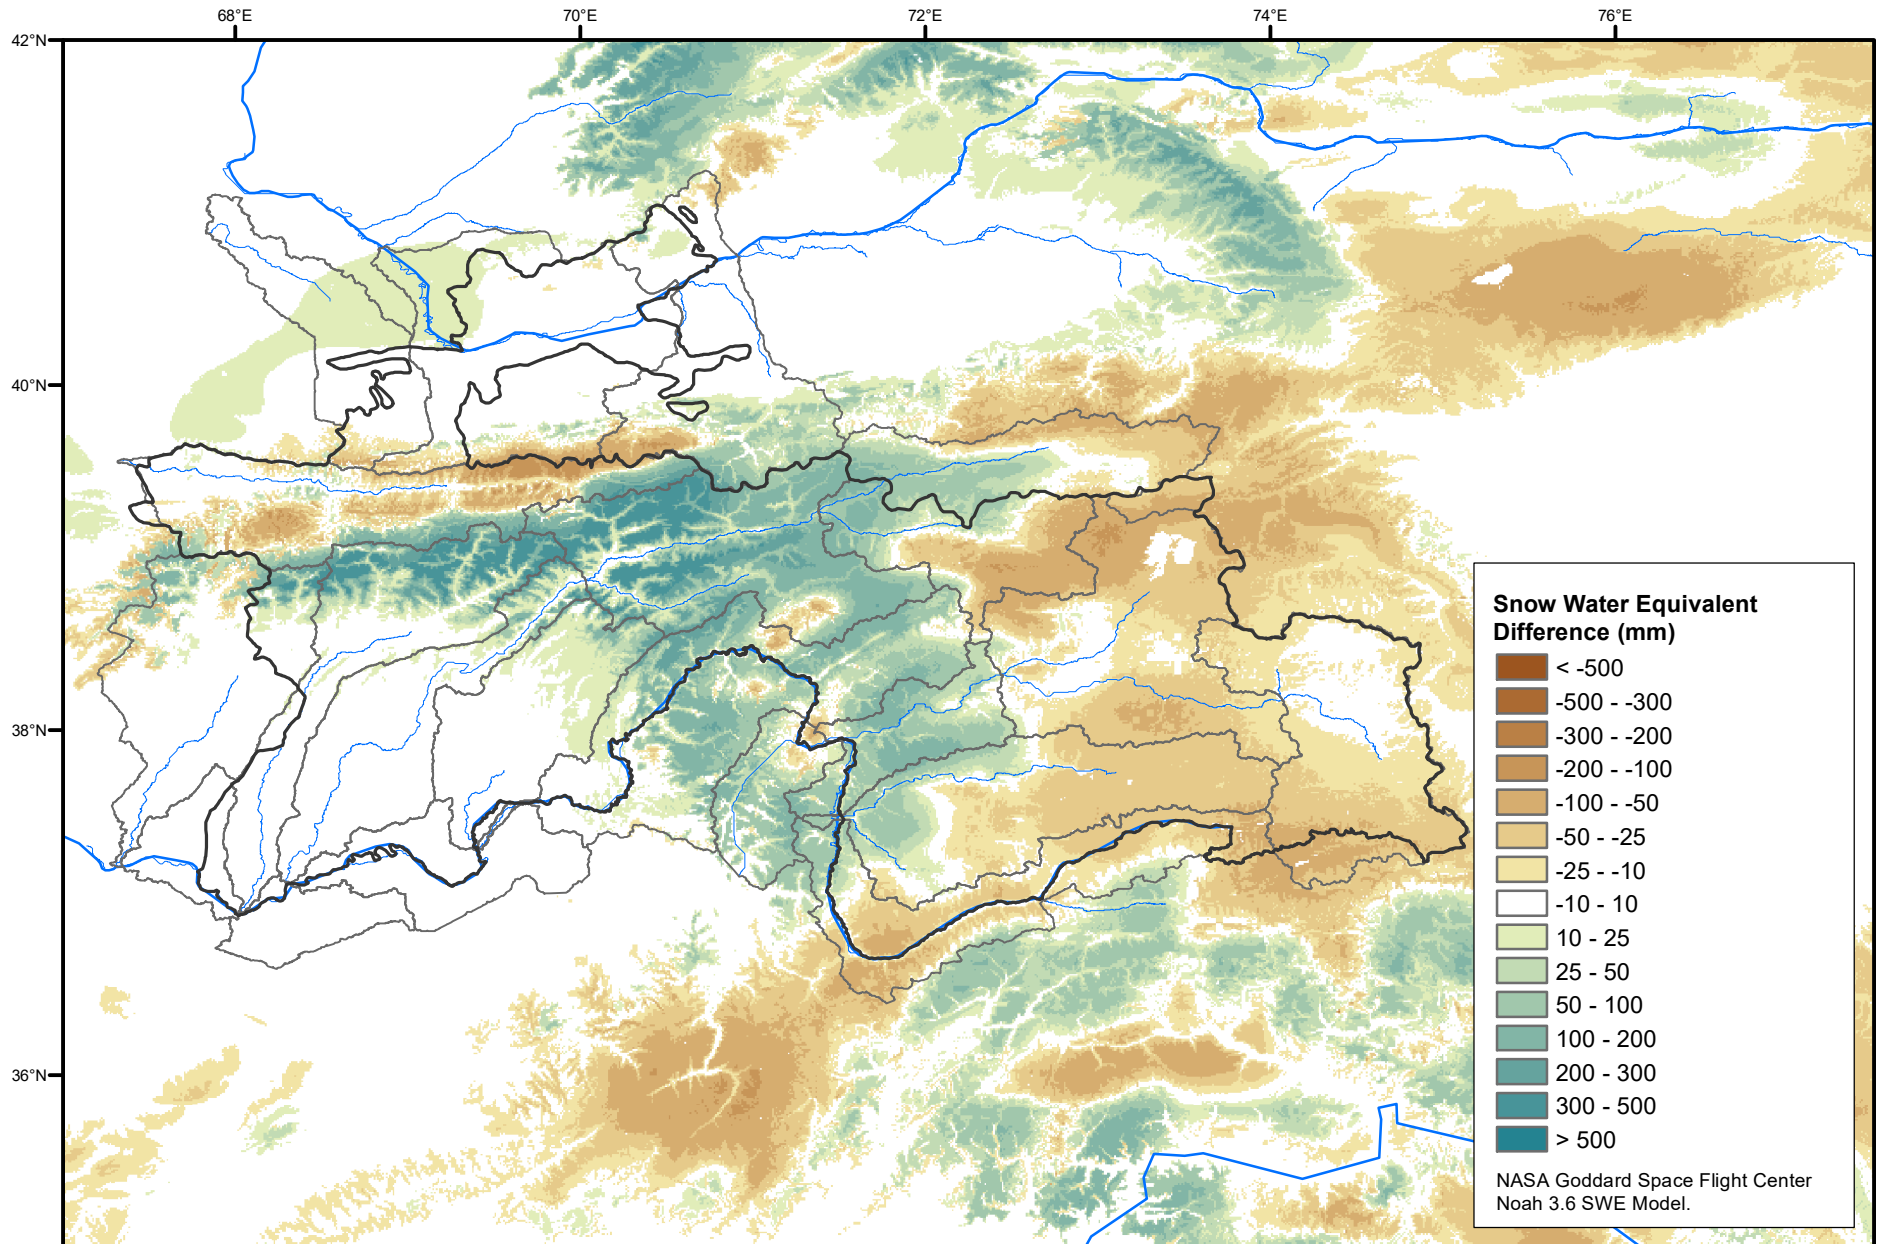 68°E
70°E
72°E
74°E
76°E
42°N
40°N
38°N
36°N
Snow Water Equivalent
Difference (mm)
< -500
-500 - -300
-300 - -200
-200 - -100
-100 - -50
-50 - -25
-25 - -10
-10 - 10
10 - 25
25 - 50
50 - 100
100 - 200
200 - 300
300 - 500
> 500
NASA Goddard Space Flight Center
Noah 3.6 SWE Model.